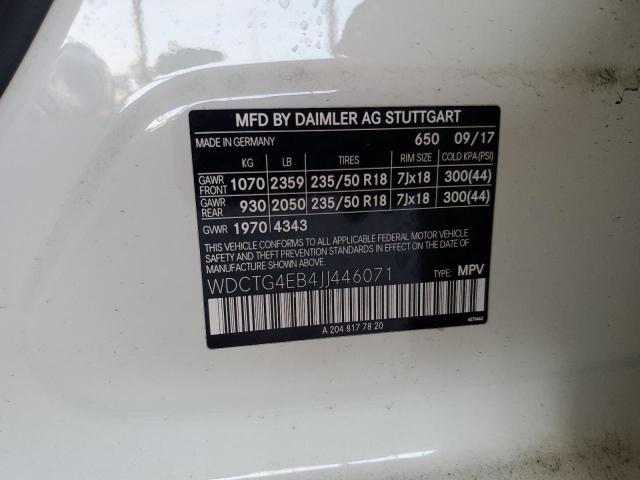 MFD BY DAIMLER AG STUTTGART
MADE IN GERMANY 650 09/17
KG LB TIRES RIM SIZE COLD KPA(PSI)
GAWR FRONT 1070 2359 235/50 R18 7Jx18 300(44)
GAWR REAR 930 2050 235/50 R18 7Jx18 300(44)
GVWR 1970 4343
THIS VEHICLE CONFORMS TO ALL APPLICABLE FEDERAL MOTOR VEHICLE
SAFETY AND THEFT PREVENTION STANDARDS IN EFFECT ON THE DATE OF
MANUFACTURE SHOWN ABOVE.
WDCTG4EB4JJ446071 TYPE: MPV
A 204 817 78 20